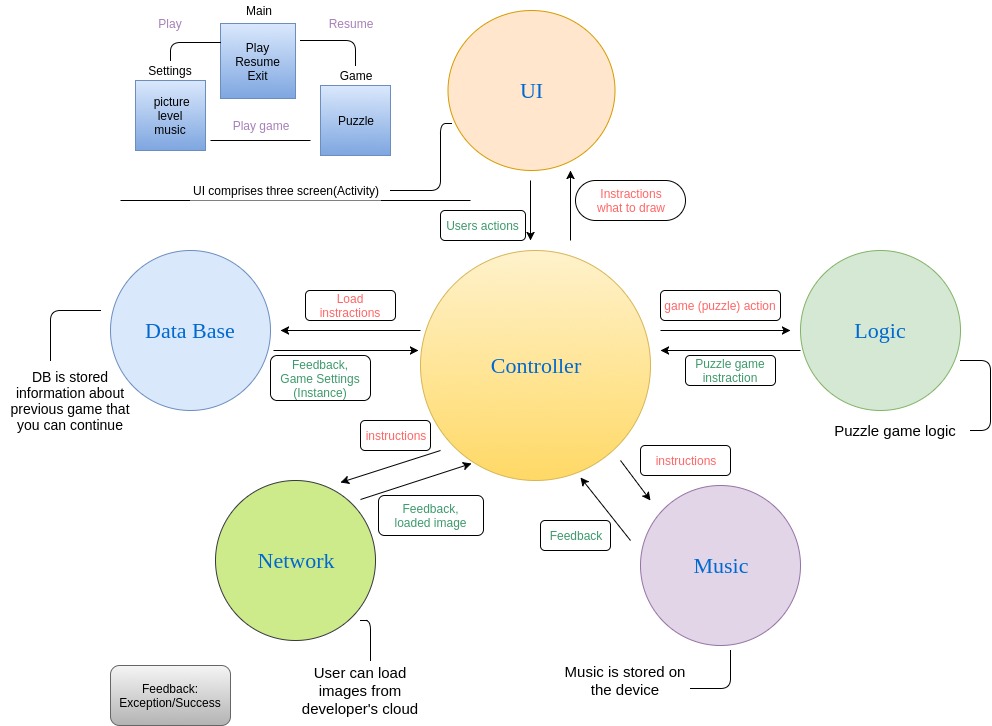 Main
Play
Resume
Play
Resume
Exit
Settings
Game
picture
level
music
Puzzle
Play game
UI
UI comprises three screen(Activity)
Instractions
what to draw
Users actions
Data Base
Load
instractions
Feedback,
Game Settings
(Instance)
Controller
game (puzzle) action
Puzzle game
instraction
Logic
DB is stored
information about
previous game that
you can continue
Puzzle game logic
instructions
Feedback,
loaded image
instructions
Feedback
Network
Music
User can load
images from
developer's cloud
Music is stored on
the device
Feedback:
Exception/Success